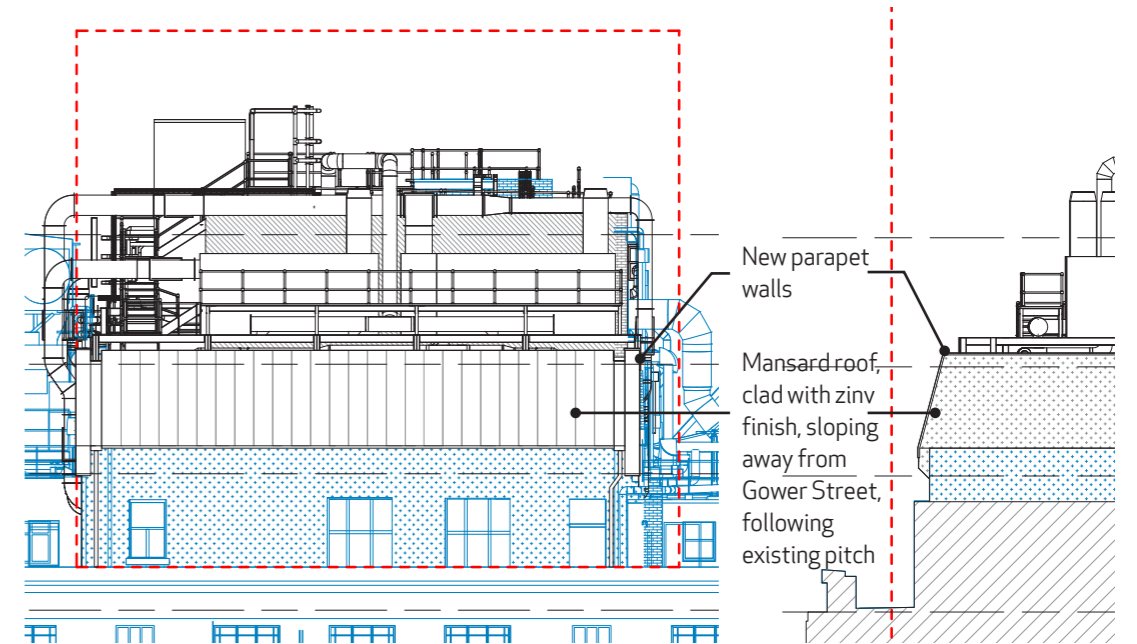 New parapet
walls
Mansard roof,
clad with zinv
finish, sloping
away from
Gower Street,
following
existing pitch